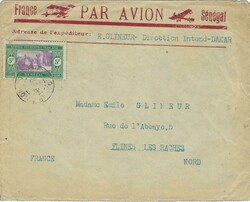 France PAR AVION Sénégal
Adresse de l'expéditeur: E.GLINEUR- Direction Intend-DAKAR
Madame Emile GLINEUR
Rue de l'Abbaye,5
FLINES LES RACHES
FRANCE NORD